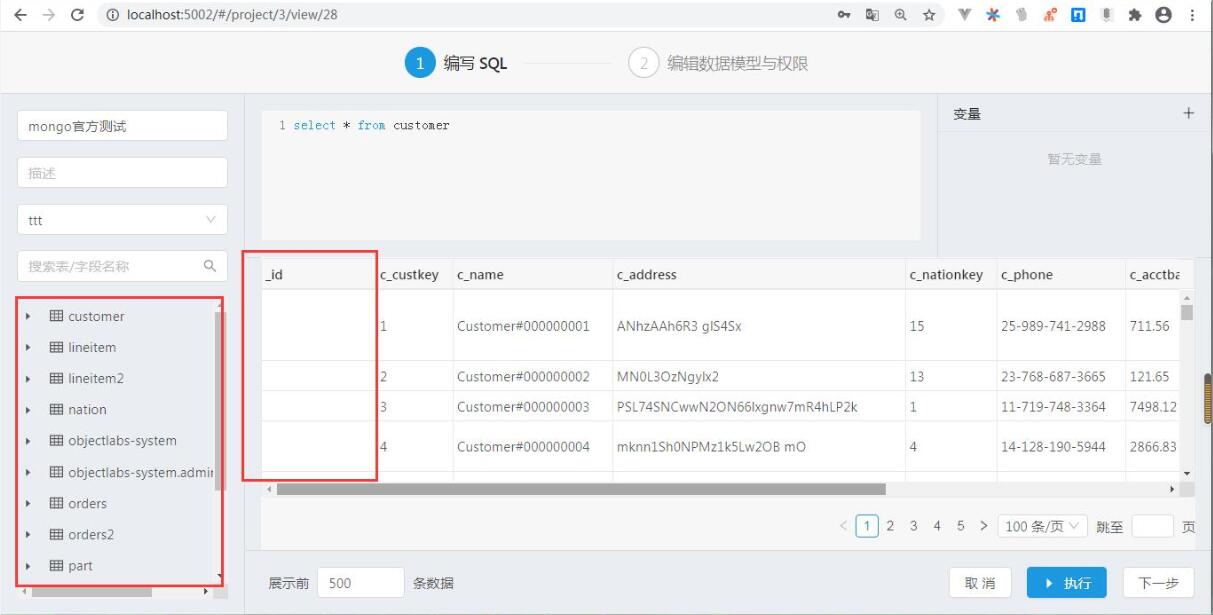 localhost:5002/#/project/3/view/28
1 编写 SQL
2 编辑数据模型与权限
mongo官方测试
描述
ttt
搜索表/字段名称
customer
lineitem
lineitem2
nation
objectlabs-system
objectlabs-system.admin
orders
orders2
part
1 select * from customer
变量 +
暂无变量
_id c_custkey c_name c_address c_nationkey c_phone c_acctba
1 Customer#000000001 ANhzAAh6R3 glS4Sx 15 25-989-741-2988 711.56
2 Customer#000000002 MN0L3OzNgylx2 13 23-768-687-3665 121.65
3 Customer#000000003 PSL74SNCwwN2ON66lxgnw7mR4hLP2k 1 11-719-748-3364 7498.12
4 Customer#000000004 mknn1Sh0NPMz1k5Lw2OB mO 4 14-128-190-5944 2866.83
< 1 2 3 4 5 > 100 条/页 跳至 页
展示前 500 条数据
取 消 执行 下一步